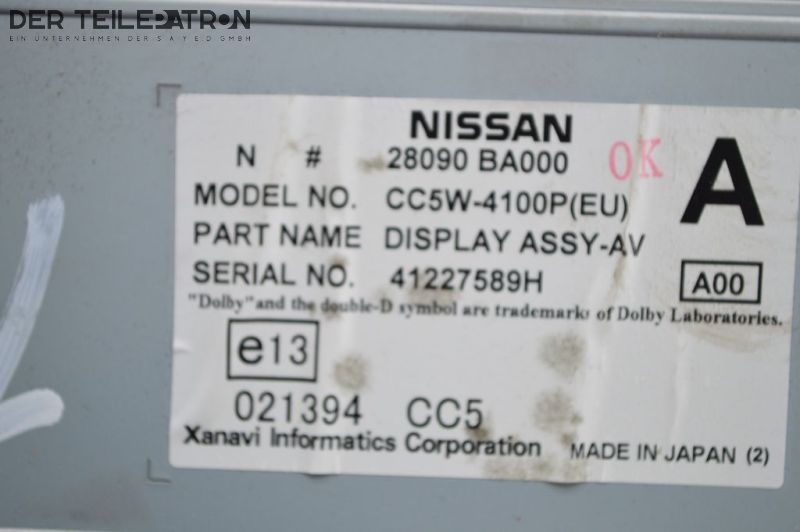 DER TEILEPATRON
EIN UNTERNEHMEN DER S A Y E D GMBH
NISSAN
N # 28090 BA000 OK A
MODEL NO. CC5W-4100P(EU)
PART NAME DISPLAY ASSY-AV
SERIAL NO. 41227589H A00
"Dolby"and the double-D symbol are trademarks of Dolby Laboratories.
e13
021394 CC5
Xanavi Informatics Corporation MADE IN JAPAN (2)